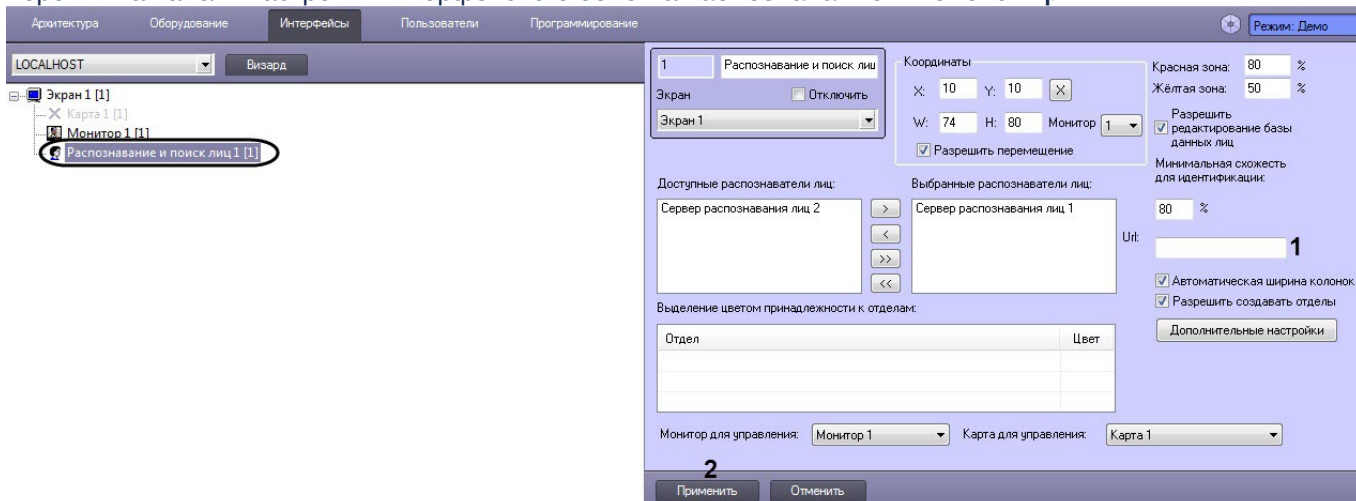 Архитектура Оборудование Интерфейсы Пользователи Программирование Режим: Демо
LOCALHOST Визард
Экран 1 [1]
Карта 1 [1]
Монитор 1 [1]
Распознавание и поиск лиц 1 [1]
1 Распознавание и поиск лиц
Экран Отключить
Экран 1
Координаты
X: 10 Y: 10 X
W: 74 H: 80 Монитор 1
Разрешить перемещение
Красная зона: 80 %
Жёлтая зона: 50 %
Разрешить
редактирование базы
данных лиц
Минимальная схожесть
для идентификации:
80 %
Доступные распознаватели лиц:
Сервер распознавания лиц 2
>
<
>>
<<
Выбранные распознаватели лиц:
Сервер распознавания лиц 1
Url: 1
Автоматическая ширина колонок
Разрешить создавать отделы
Дополнительные настройки
Выделение цветом принадлежности к отделам:
Отдел Цвет
Монитор для управления: Монитор 1 Карта для управления: Карта 1
2
Применить Отменить